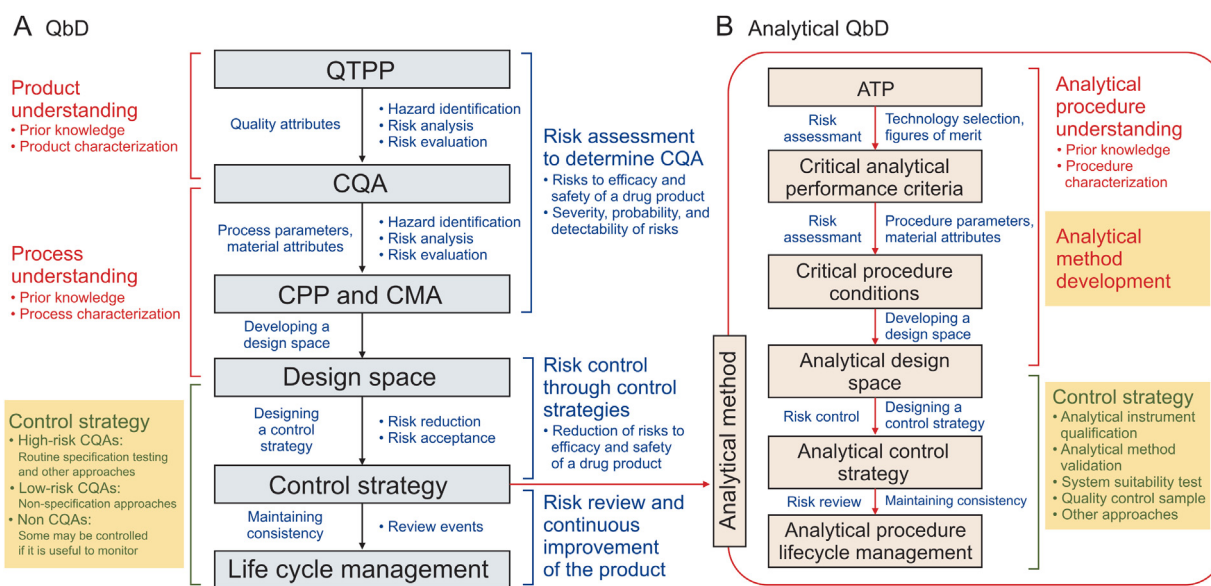 A QbD
Product
understanding
• Prior knowledge
• Product characterization
Process
understanding
• Prior knowledge
• Process characterization
Control strategy
• High-risk CQAs:
Routine specification testing
and other approaches
• Low-risk CQAs:
Non-specification approaches
• Non CQAs:
Some may be controlled
if it is useful to monitor
QTPP
Quality attributes
• Hazard identification
• Risk analysis
• Risk evaluation
CQA
Process parameters,
material attributes
• Hazard identification
• Risk analysis
• Risk evaluation
CPP and CMA
Developing a
design space
Design space
Designing
a control
strategy
• Risk reduction
• Risk acceptance
Control strategy
Maintaining
consistency
• Review events
Life cycle management
Risk assessment
to determine CQA
• Risks to efficacy and
safety of a drug product
• Severity, probability, and
detectability of risks
Risk control
through control
strategies
• Reduction of risks to
efficacy and safety
of a drug product
Risk review and
continuous
improvement
of the product
B Analytical QbD
Analytical method
ATP
Risk
assessmant
Technology selection,
figures of merit
Critical analytical
performance criteria
Risk
assessmant
Procedure parameters,
material attributes
Critical procedure
conditions
Developing a
design space
Analytical design
space
Risk control
Designing a
control strategy
Analytical control
strategy
Risk review
Maintaining consistency
Analytical procedure
lifecycle management
Analytical
procedure
understanding
• Prior knowledge
• Procedure
characterization
Analytical
method
development
Control strategy
• Analytical instrument
qualification
• Analytical method
validation
• System suitability test
• Quality control sample
• Other approaches